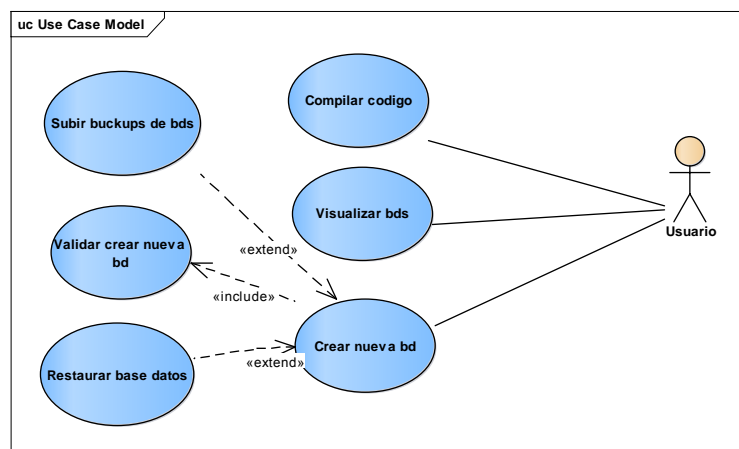 uc Use Case Model
Compilar codigo
Subir buckups de bds
Visualizar bds
Usuario
Validar crear nueva
bd
«extend»
«include»
Crear nueva bd
«extend»
Restaurar base datos